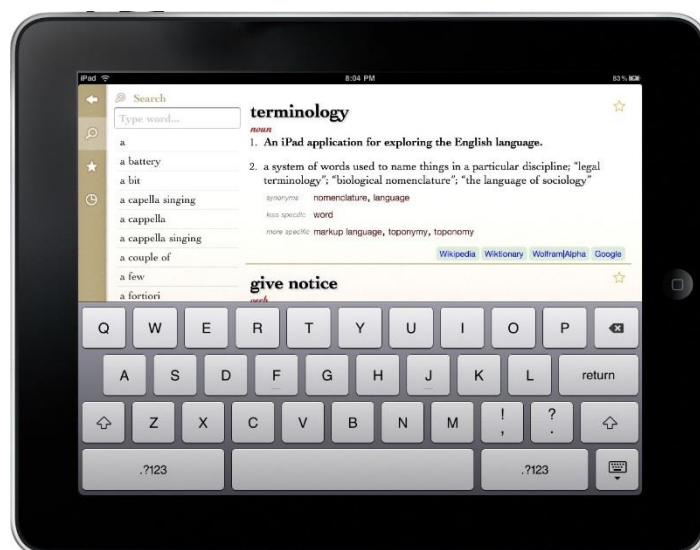 iPad
8:04 PM
83%
Search
Type word...
a
a battery
a bit
a capella singing
a cappella
a cappella singing
a couple of
a few
a fortiori
terminology
noun
1. An iPad application for exploring the English language.
2. a system of words used to name things in a particular discipline; "legal
terminology"; "biological nomenclature"; "the language of sociology"
synonyms nomenclature, language
less specific word
more specific markup language, toponymy, toponomy
Wikipedia Wiktionary Wolfram|Alpha Google
give notice
verb
Q W E R T Y U I O P
A S D F G H J K L return
Z X C V B N M ! , ? .
.?123 .?123